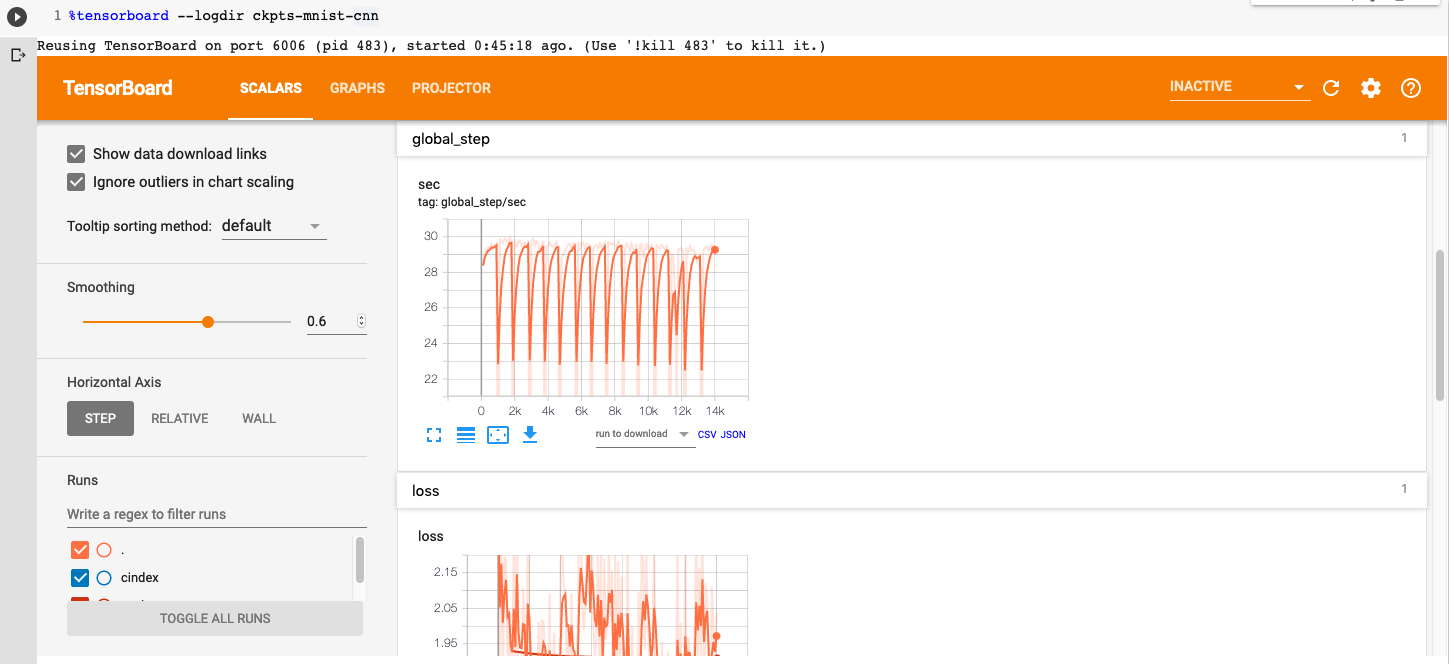 1 %tensorboard --logdir ckpts-mnist-cnn
Reusing TensorBoard on port 6006 (pid 483), started 0:45:18 ago. (Use '!kill 483' to kill it.)
TensorBoard SCALARS GRAPHS PROJECTOR INACTIVE
Show data download links
Ignore outliers in chart scaling
Tooltip sorting method: default
Smoothing
0.6
Horizontal Axis
STEP RELATIVE WALL
Runs
Write a regex to filter runs
.
cindex
TOGGLE ALL RUNS
global_step 1
sec
tag: global_step/sec
30
28
26
24
22
0 2k 4k 6k 8k 10k 12k 14k
run to download CSV JSON
loss 1
loss
2.15
2.05
1.95